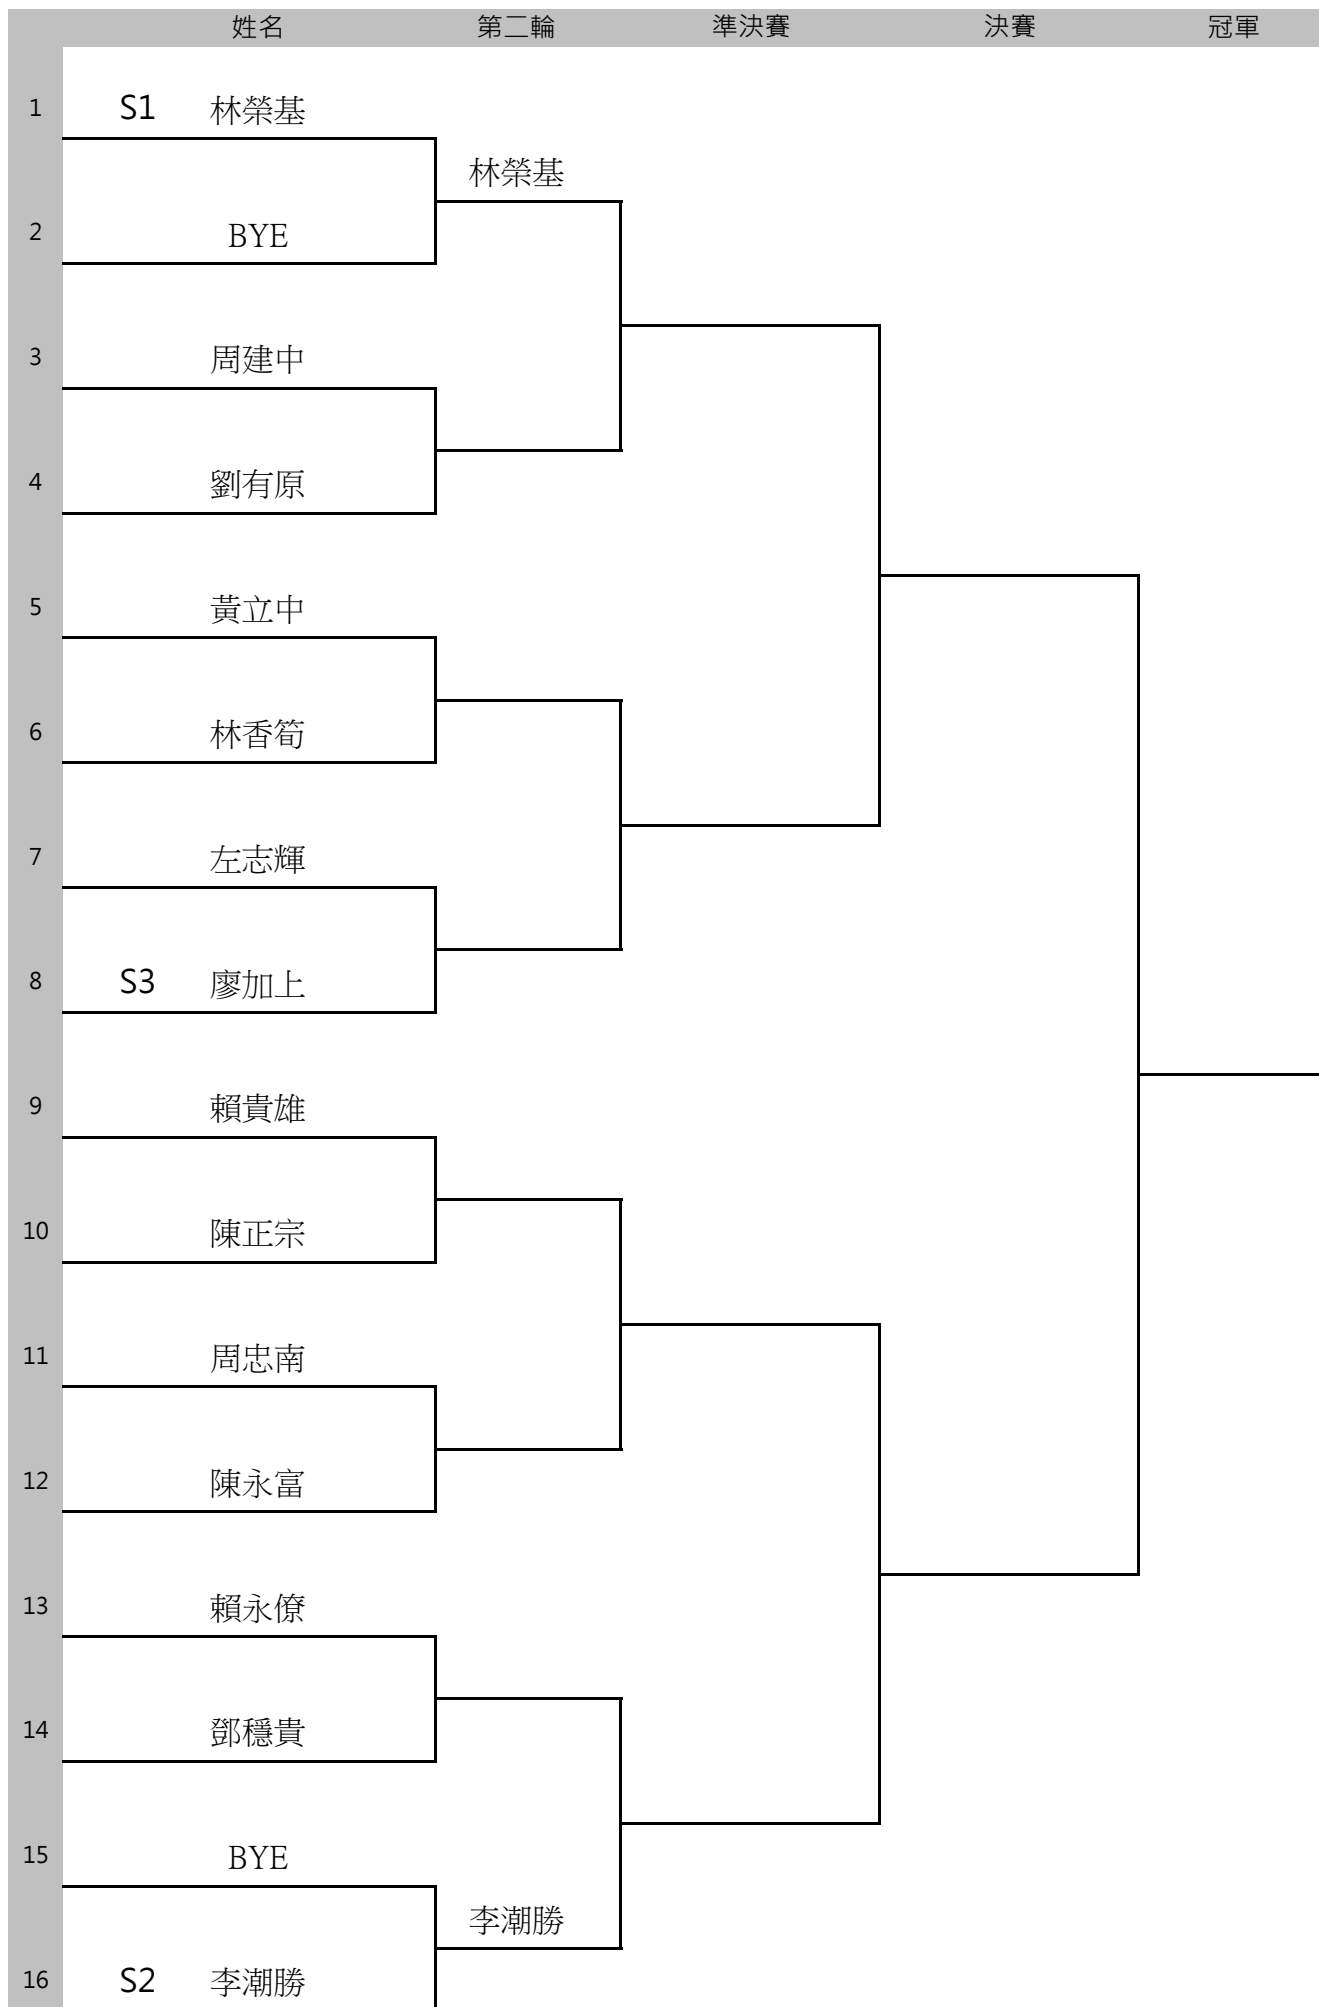 姓名 第二輪 準決賽 決賽 冠軍
1 S1 林榮基
林榮基
2 BYE
3 周建中
4 劉有原
5 黃立中
6 林香筍
7 左志輝
8 S3 廖加上
9 賴貴雄
10 陳正宗
11 周忠南
12 陳永富
13 賴永僚
14 鄧穩貴
15 BYE
李潮勝
16 S2 李潮勝